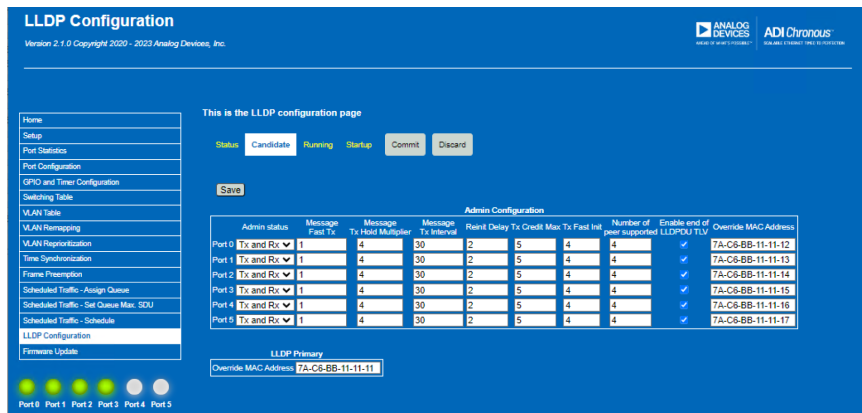 LLDP Configuration
Version 2.1.0 Copyright 2020 - 2023 Analog Devices, Inc.
ANALOG
DEVICES
AHEAD OF WHAT'S POSSIBLE™
ADI Chronous™
SCALABLE ETHERNET TIMED TO PERFECTION
Home
Setup
Port Statistics
Port Configuration
GPIO and Timer Configuration
Switching Table
VLAN Table
VLAN Remapping
VLAN Reprioritization
Time Synchronization
Frame Preemption
Scheduled Traffic - Assign Queue
Scheduled Traffic - Set Queue Max. SDU
Scheduled Traffic - Schedule
LLDP Configuration
Firmware Update
Port 0 Port 1 Port 2 Port 3 Port 4 Port 5
This is the LLDP configuration page
Status Candidate Running Startup Commit Discard
Save
Admin Configuration
Admin status Message Fast Tx Message Tx Hold Multiplier Message Tx Interval Reinit Delay Tx Credit Max Tx Fast Init Number of peer supported Enable end of LLDPDU TLV Override MAC Address
Port 0 Tx and Rx 1 4 30 2 5 4 4 7A-C6-BB-11-11-12
Port 1 Tx and Rx 1 4 30 2 5 4 4 7A-C6-BB-11-11-13
Port 2 Tx and Rx 1 4 30 2 5 4 4 7A-C6-BB-11-11-14
Port 3 Tx and Rx 1 4 30 2 5 4 4 7A-C6-BB-11-11-15
Port 4 Tx and Rx 1 4 30 2 5 4 4 7A-C6-BB-11-11-16
Port 5 Tx and Rx 1 4 30 2 5 4 4 7A-C6-BB-11-11-17
LLDP Primary
Override MAC Address 7A-C6-BB-11-11-11